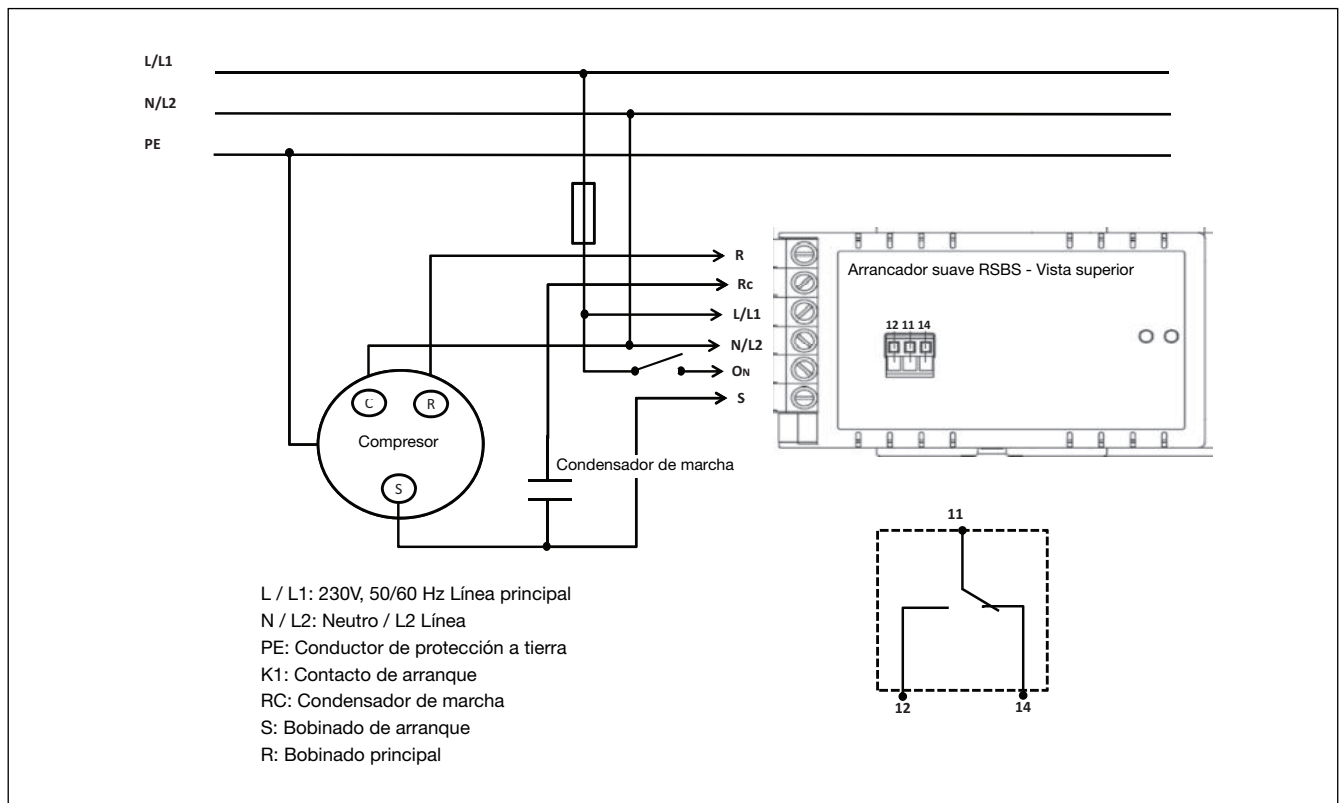 L/L1
N/L2
PE
R
Rc
L/L1
N/L2
ON
S
Arrancador suave RSBS - Vista superior
12 11 14
C
R
Compresor
S
Condensador de marcha
11
12
14
L / L1: 230V, 50/60 Hz Línea principal
N / L2: Neutro / L2 Línea
PE: Conductor de protección a tierra
K1: Contacto de arranque
RC: Condensador de marcha
S: Bobinado de arranque
R: Bobinado principal